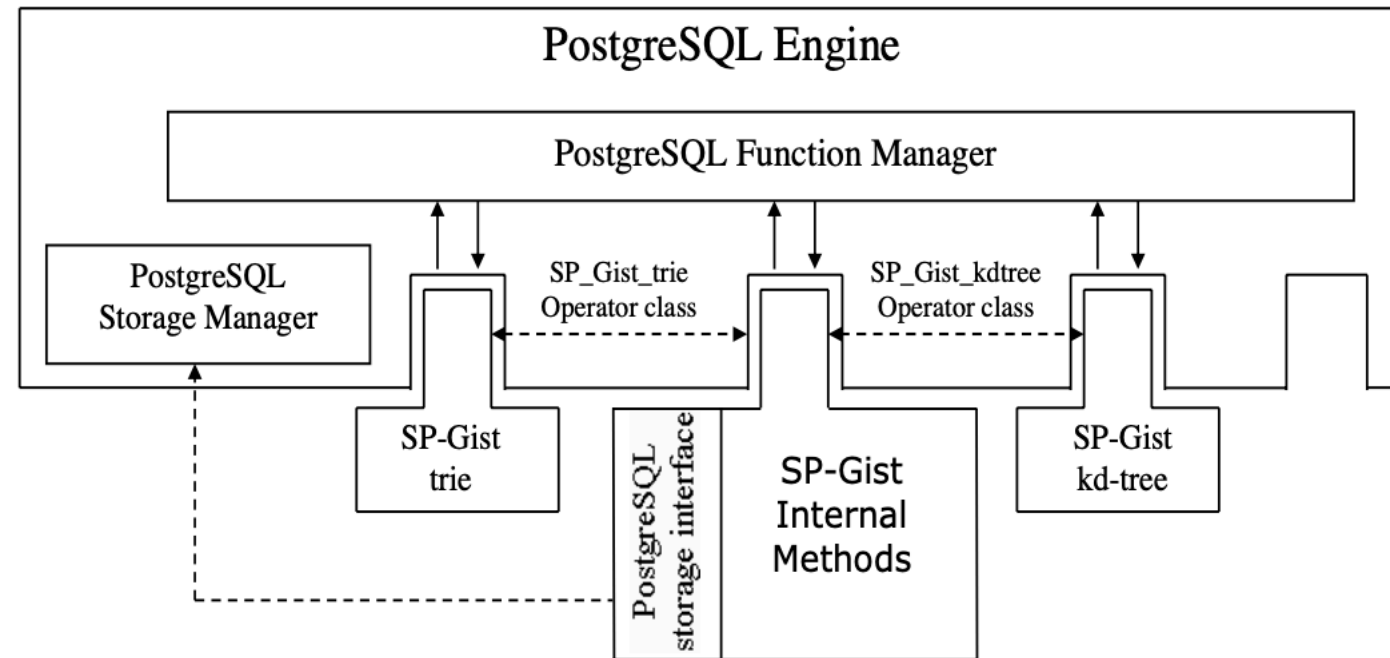 PostgreSQL Engine
PostgreSQL Function Manager
PostgreSQL
Storage Manager
SP_Gist_trie
Operator class
SP_Gist_kdtree
Operator class
SP-Gist
trie
PostgreSQL
storage interface
SP-Gist
Internal
Methods
SP-Gist
kd-tree